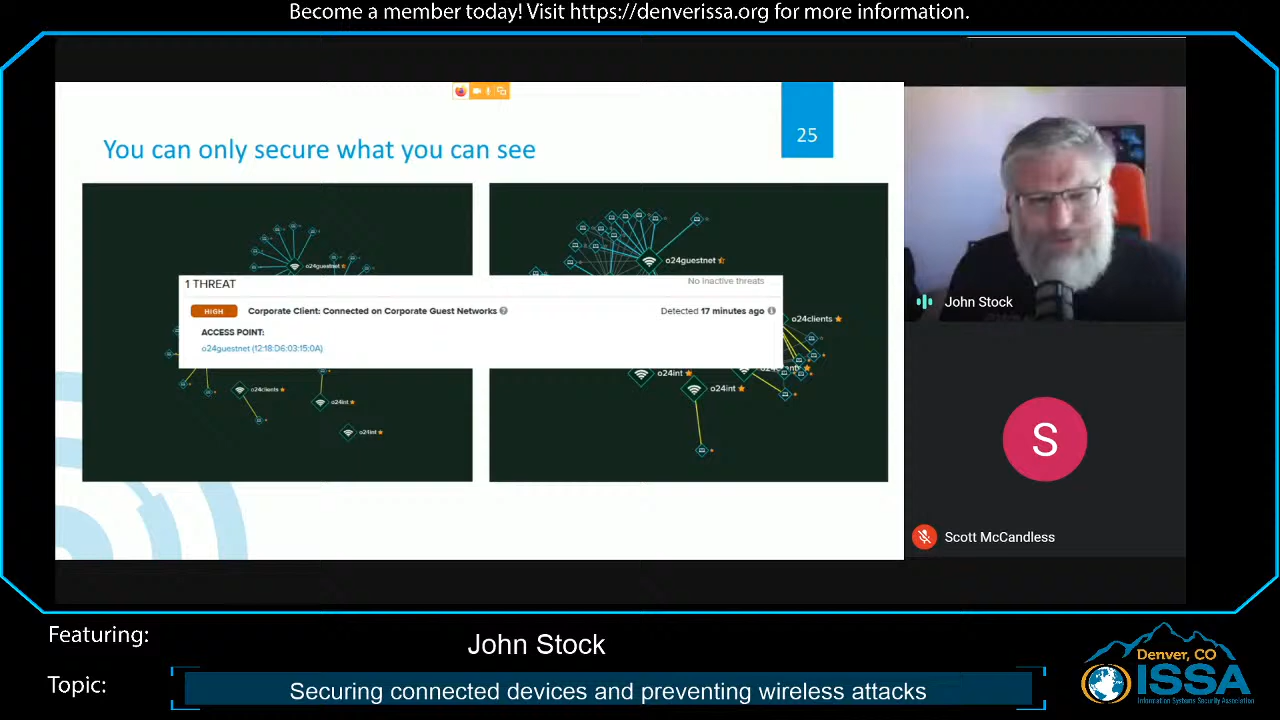 Become a member today! Visit https://denverissa.org for more information.
25
You can only secure what you can see
o24guestnet
o24guestnet
1 THREAT
No inactive threats
HIGH
Corporate Client: Connected on Corporate Guest Networks
Detected 17 minutes ago
ACCESS POINT:
o24guestnet (12:18:D6:03:15:0A)
o24clients
o24int
o24int
o24clients
o24int
o24int
John Stock
S
Scott McCandless
Featuring:
John Stock
Topic:
Securing connected devices and preventing wireless attacks
Denver, CO
ISSA
Information Systems Security Association